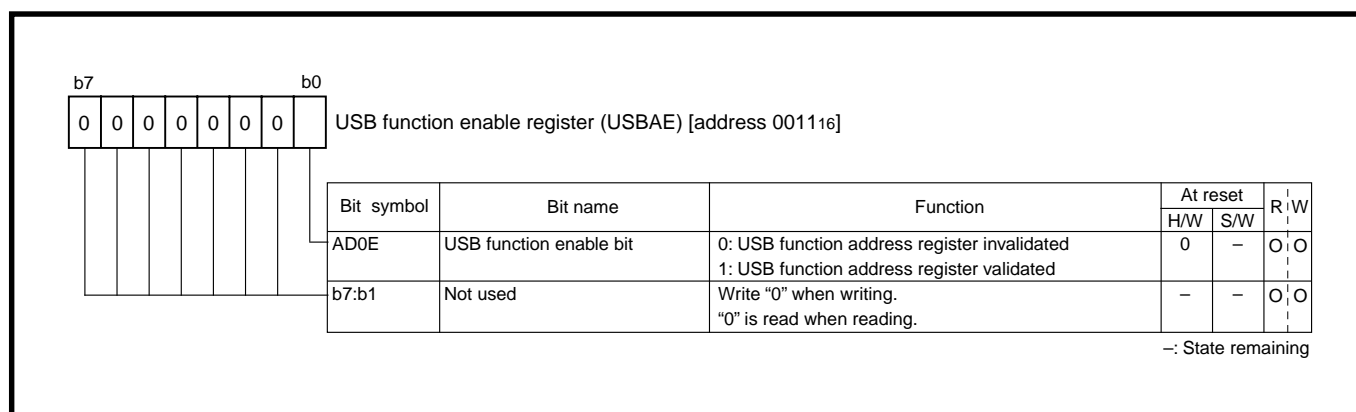 b7 b0
0 0 0 0 0 0 0 USB function enable register (USBAE) [address 001116]
Bit symbol Bit name Function At reset R W
H/W S/W
AD0E USB function enable bit 0: USB function address register invalidated 0 – O O
1: USB function address register validated
b7:b1 Not used Write “0” when writing. – – O O
“0” is read when reading.
–: State remaining